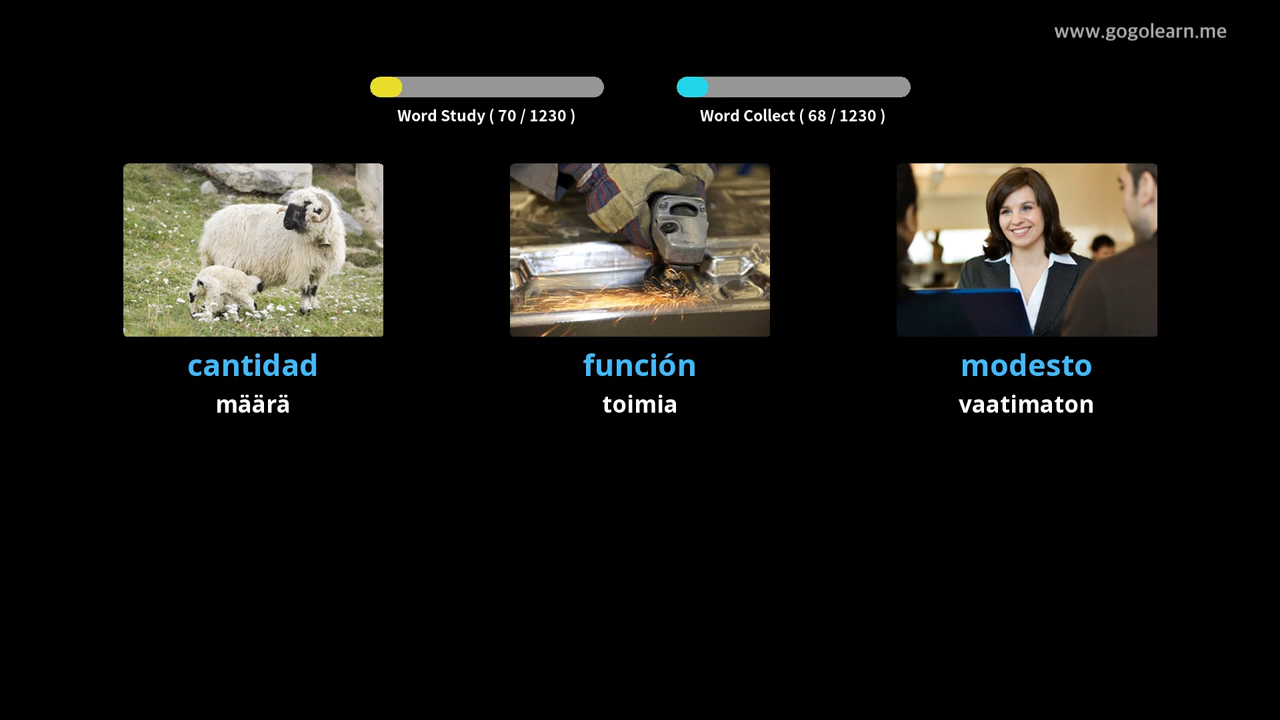 www.gogolearn.me
Word Study ( 70 / 1230 )
Word Collect ( 68 / 1230 )
cantidad
määrä
función
toimia
modesto
vaatimaton